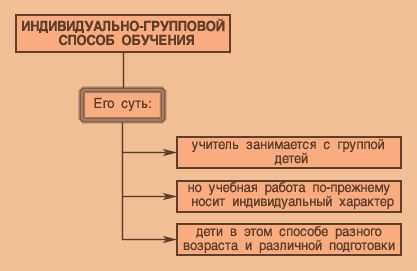 ИНДИВИДУАЛЬНО-ГРУППОВОЙ
СПОСОБ ОБУЧЕНИЯ
Его суть:
учитель занимается с группой
детей
но учебная работа по-прежнему
носит индивидуальный характер
дети в этом способе разного
возраста и различной подготовки